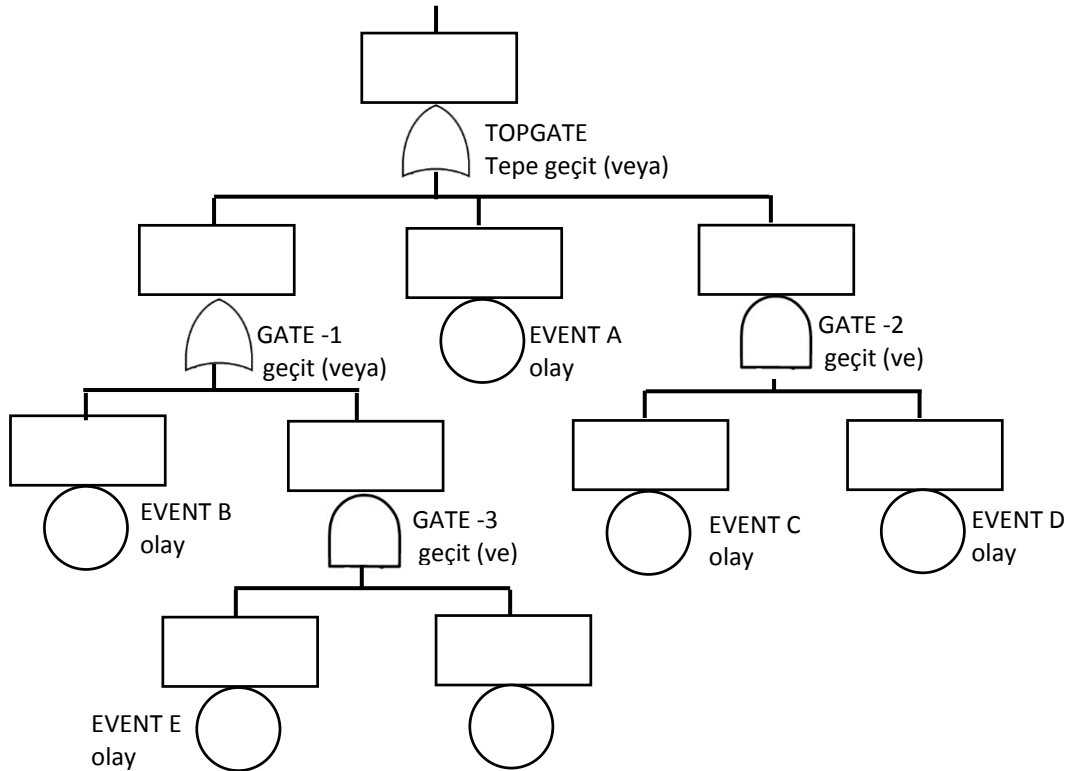 TOPGATE
Tepe geçit (veya)
GATE -1
geçit (veya)
EVENT A
olay
GATE -2
geçit (ve)
EVENT B
olay
GATE -3
geçit (ve)
EVENT C
olay
EVENT D
olay
EVENT E
olay